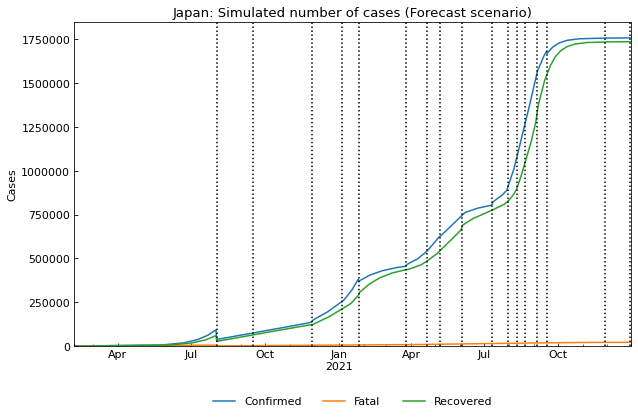 Japan: Simulated number of cases (Forecast scenario)
1750000
1500000
1250000
1000000
750000
500000
250000
0
Cases
Apr Jul Oct Jan Apr Jul Oct
2021
Confirmed Fatal Recovered